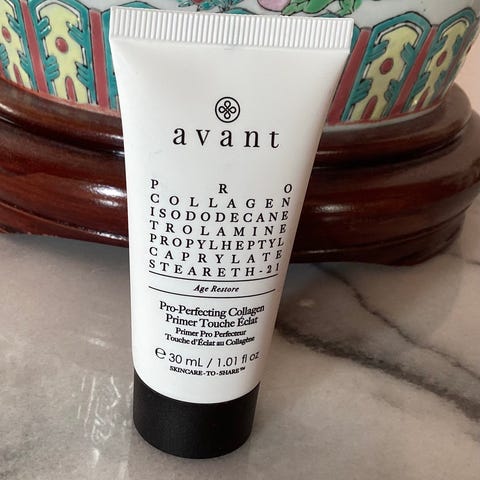 avant
PRO
COLLAGEN
ISODODECANE
TROLAMINE
PROPYLHEPTYL
CAPRYLATE
STEARETH-21
Age Restore
Pro-Perfecting Collagen
Primer Touche Éclat
Primer Pro Perfecteur
Touche d'Éclat au Collagène
℮ 30 mL / 1.01 fl oz
SKINCARE-TO-SHARE™